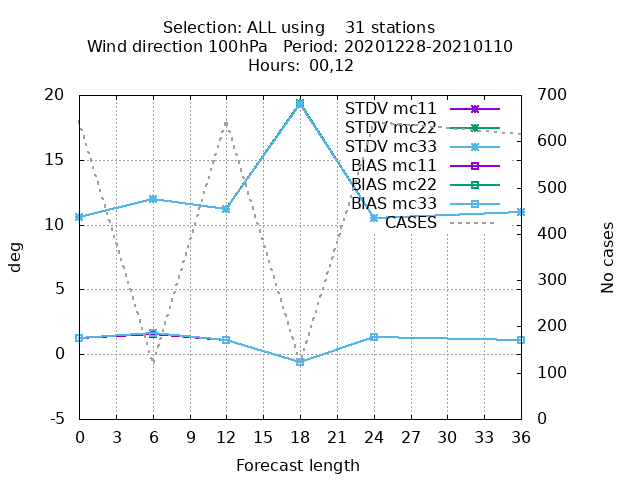 Selection: ALL using    31 stations
Wind direction 100hPa   Period: 20201228-20210110
Hours: 00,12
20
15
10
5
0
-5
deg
700
600
500
400
300
200
100
0
No cases
STDV mc11
STDV mc22
STDV mc33
BIAS mc11
BIAS mc22
BIAS mc33
CASES
0 3 6 9 12 15 18 21 24 27 30 33 36
Forecast length